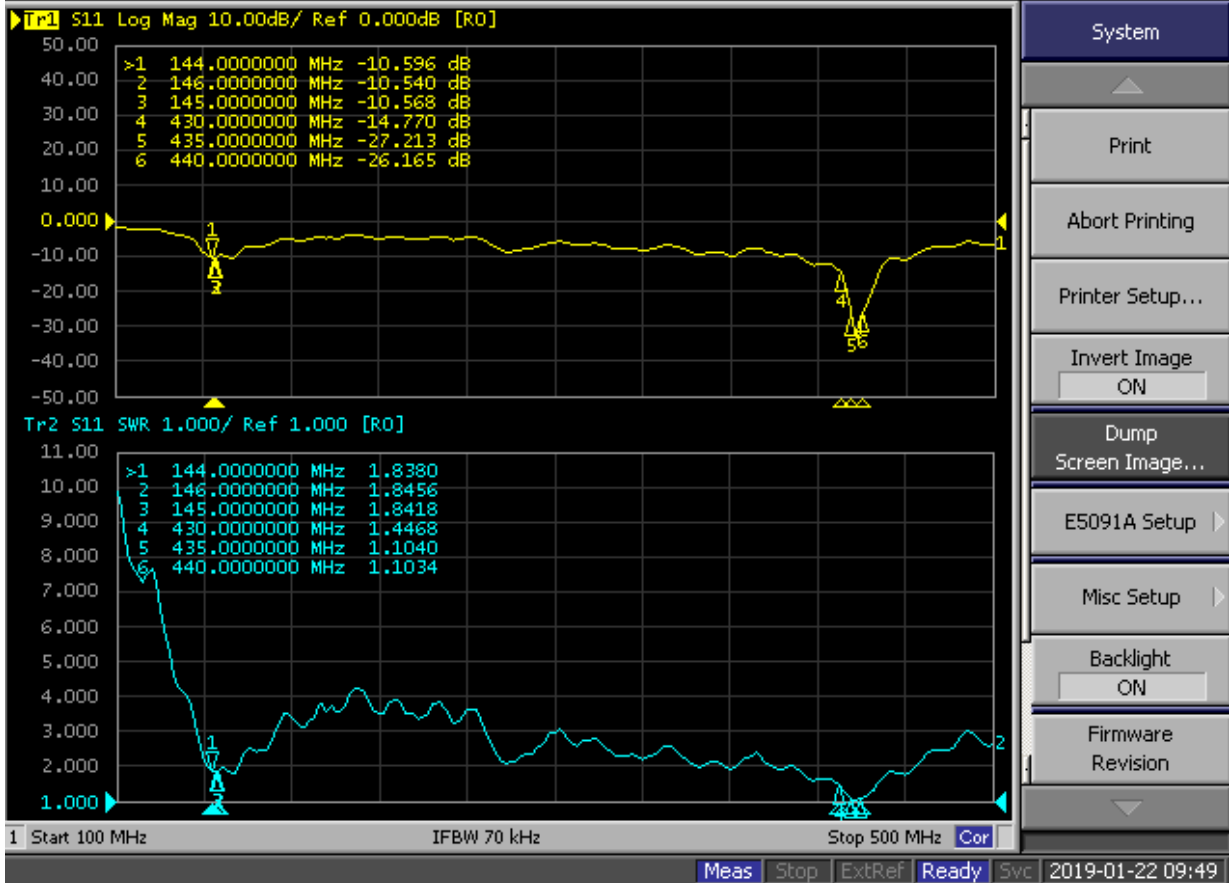 Tr1 S11 Log Mag 10.00dB/ Ref 0.000dB [RO]
50.00
40.00
30.00
20.00
10.00
0.000
-10.00
-20.00
-30.00
-40.00
-50.00
>1 144.0000000 MHz -10.596 dB
2 146.0000000 MHz -10.540 dB
3 145.0000000 MHz -10.568 dB
4 430.0000000 MHz -14.770 dB
5 435.0000000 MHz -27.213 dB
6 440.0000000 MHz -26.165 dB
1
4
56
1
Tr2 S11 SWR 1.000/ Ref 1.000 [RO]
11.00
10.00
9.000
8.000
7.000
6.000
5.000
4.000
3.000
2.000
1.000
>1 144.0000000 MHz 1.8380
2 146.0000000 MHz 1.8456
3 145.0000000 MHz 1.8418
4 430.0000000 MHz 1.4468
5 435.0000000 MHz 1.1040
6 440.0000000 MHz 1.1034
1
2
1 Start 100 MHz IFBW 70 kHz Stop 500 MHz Cor
Meas Stop ExtRef Ready Svc 2019-01-22 09:49
System
Print
Abort Printing
Printer Setup...
Invert Image
ON
Dump
Screen Image...
E5091A Setup
Misc Setup
Backlight
ON
Firmware
Revision